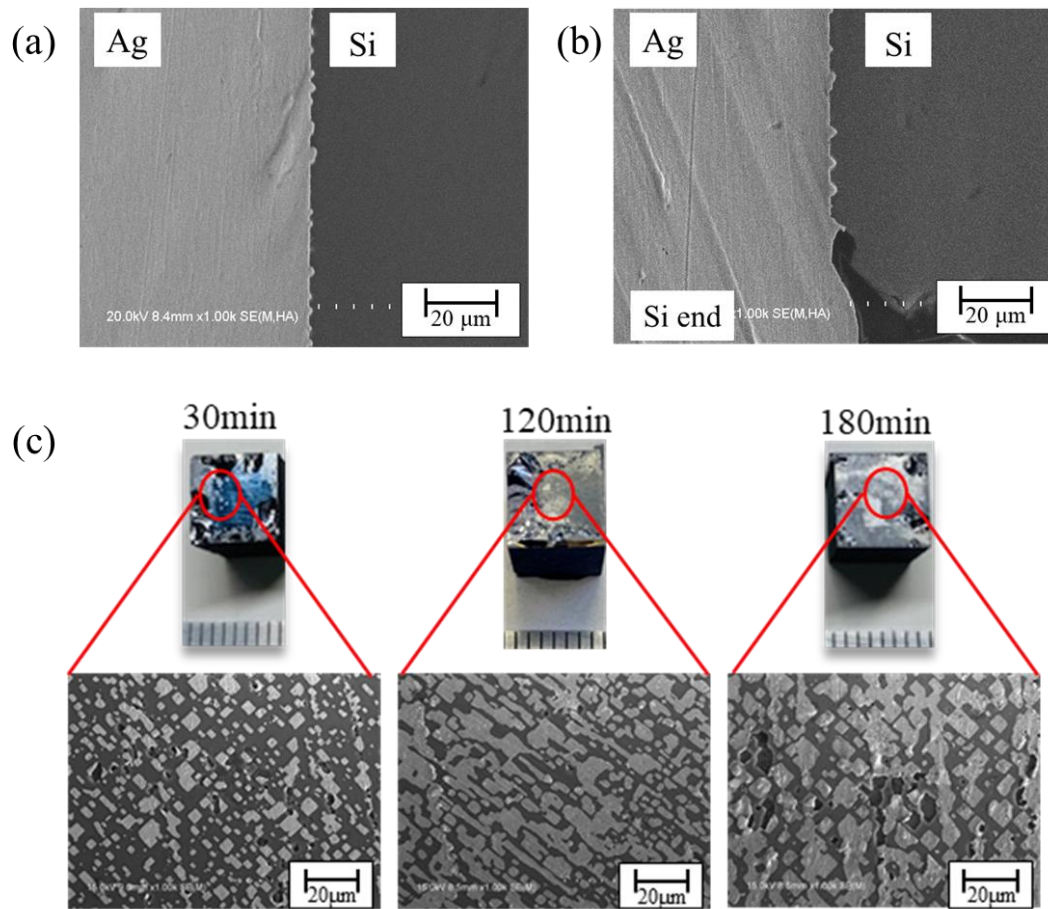 (a)
Ag
Si
20.0kV 8.4mm x1.00k SE(M,HA)
20 μm
(b)
Ag
Si
Si end
x1.00k SE(M,HA)
20 μm
(c)
30min
120min
180min
20μm
20μm
20μm